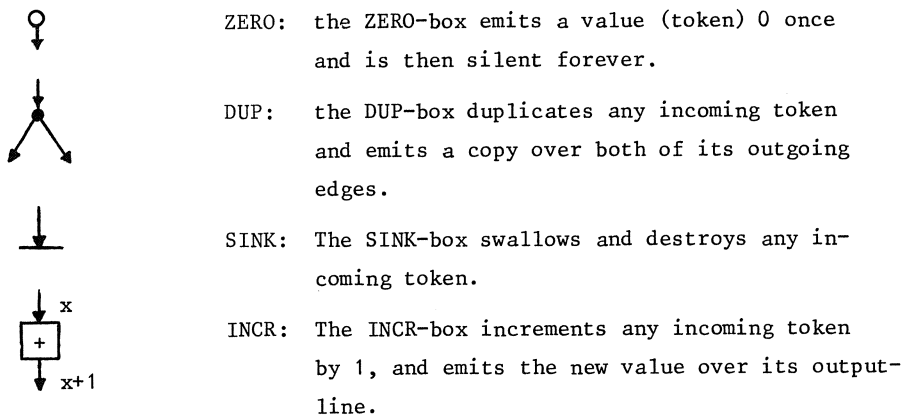 ZERO: the ZERO-box emits a value (token) 0 once
and is then silent forever.
DUP: the DUP-box duplicates any incoming token
and emits a copy over both of its outgoing
edges.
SINK: The SINK-box swallows and destroys any in-
coming token.
x
INCR: The INCR-box increments any incoming token
+
by 1, and emits the new value over its output-
x+1
line.